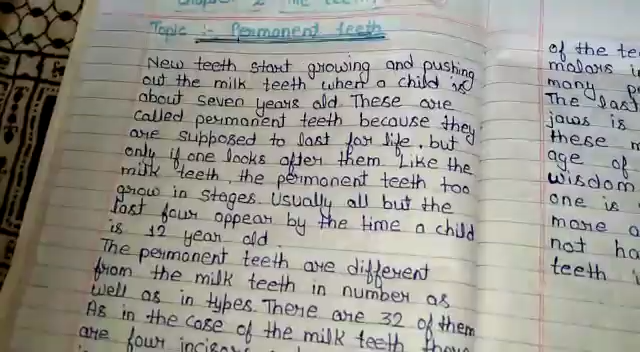 Topic :- Permanent teeth
New teeth start growing and pushing
out the milk teeth when a child is
about seven years old. These are
called permanent teeth because they
are supposed to last for life, but
only if one looks after them. Like the
milk teeth, the permanent teeth too
grow in stages. Usually all but the
last four appear by the time a child
is 12 year old.
The permanent teeth are different
from the milk teeth in number as
well as in types. There are 32 of them
As in the case of the milk teeth
are four
of the
molars
many
The last
jaws is
these
age of
wisdom
one is
more
not
teeth